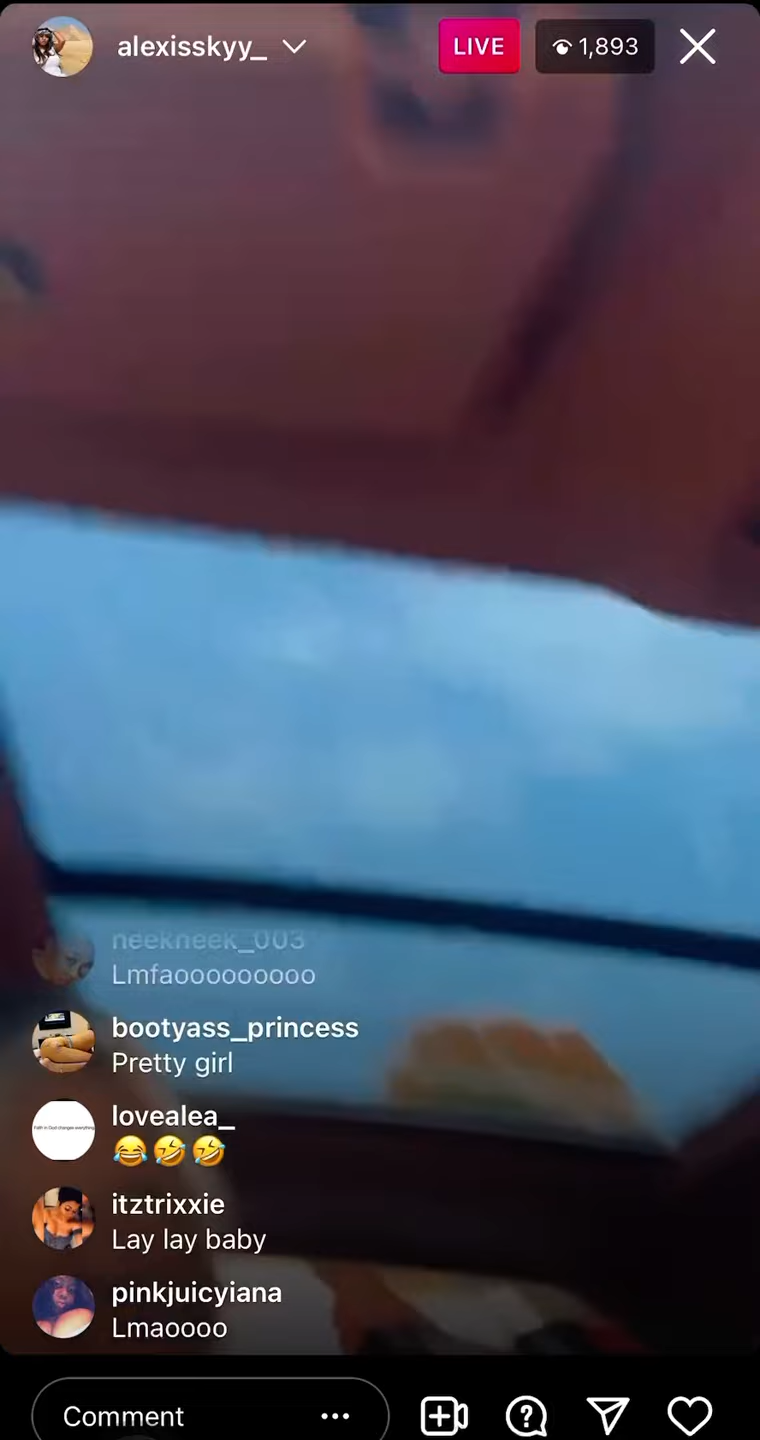 alexisskyy_
LIVE
1,893
neekneek_003
Lmfaooooooooo
bootyass_princess
Pretty girl
lovealea_
😂🤣🤣
itztrixxie
Lay lay baby
pinkjuicyiana
Lmaoooo
Comment